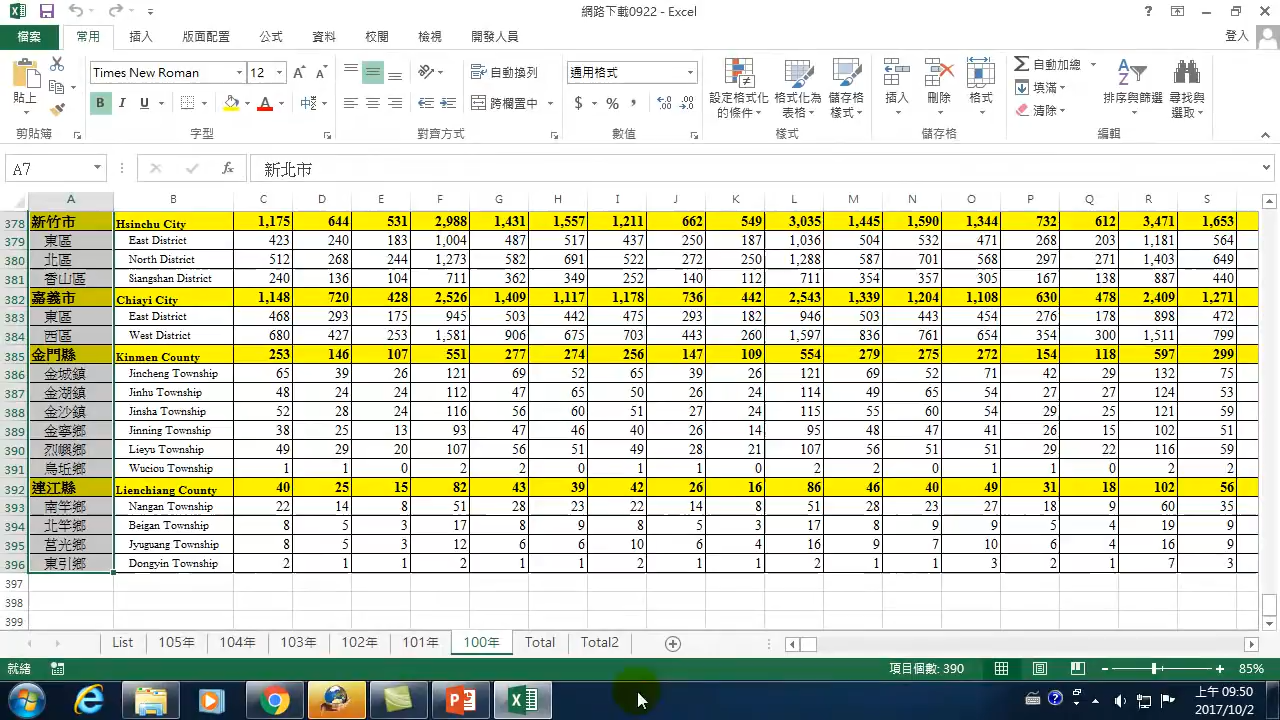 網路下載0922 - Excel
檔案 常用 插入 版面配置 公式 資料 校閱 檢視 開發人員 登入
Times New Roman 12 自動換列 通用格式 自動加總
貼上 跨欄置中 設定格式化的條件 格式化為表格 儲存格樣式 插入 刪除 格式 填滿 清除 排序與篩選 尋找與選取
剪貼簿 字型 對齊方式 數值 樣式 儲存格 編輯
A7 新北市
A B C D E F G H I J K L M N O P Q R S
378 新竹市 Hsinchu City 1,175 644 531 2,988 1,431 1,557 1,211 662 549 3,035 1,445 1,590 1,344 732 612 3,471 1,653
379 東區 East District 423 240 183 1,004 487 517 437 250 187 1,036 504 532 471 268 203 1,181 564
380 北區 North District 512 268 244 1,273 582 691 522 272 250 1,288 587 701 568 297 271 1,403 649
381 香山區 Siangshan District 240 136 104 711 362 349 252 140 112 711 354 357 305 167 138 887 440
382 嘉義市 Chiayi City 1,148 720 428 2,526 1,409 1,117 1,178 736 442 2,543 1,339 1,204 1,108 630 478 2,409 1,271
383 東區 East District 468 293 175 945 503 442 475 293 182 946 503 443 454 276 178 898 472
384 西區 West District 680 427 253 1,581 906 675 703 443 260 1,597 836 761 654 354 300 1,511 799
385 金門縣 Kinmen County 253 146 107 551 277 274 256 147 109 554 279 275 272 154 118 597 299
386 金城鎮 Jincheng Township 65 39 26 121 69 52 65 39 26 121 69 52 71 42 29 132 75
387 金湖鎮 Jinhu Township 48 24 24 112 47 65 50 26 24 114 49 65 54 27 27 124 53
388 金沙鎮 Jinsha Township 52 28 24 116 56 60 51 27 24 115 55 60 54 29 25 121 59
389 金寧鄉 Jinning Township 38 25 13 93 47 46 40 26 14 95 48 47 41 26 15 102 51
390 烈嶼鄉 Lieyu Township 49 29 20 107 56 51 49 28 21 107 56 51 51 29 22 116 59
391 烏坵鄉 Wuciou Township 1 1 0 2 2 0 1 1 0 2 2 0 1 1 0 2 2
392 連江縣 Lienchiang County 40 25 15 82 43 39 42 26 16 86 46 40 49 31 18 102 56
393 南竿鄉 Nangan Township 22 14 8 51 28 23 22 14 8 51 28 23 27 18 9 60 35
394 北竿鄉 Beigan Township 8 5 3 17 8 9 8 5 3 17 8 9 9 5 4 19 9
395 莒光鄉 Jyuguang Township 8 5 3 12 6 6 10 6 4 16 9 7 10 6 4 16 9
396 東引鄉 Dongyin Township 2 1 1 2 1 1 2 1 1 2 1 1 3 2 1 7 3
397
398
399
List 105年 104年 103年 102年 101年 100年 Total Total2
就緒 項目個數: 390 85%
上午 09:50
2017/10/2